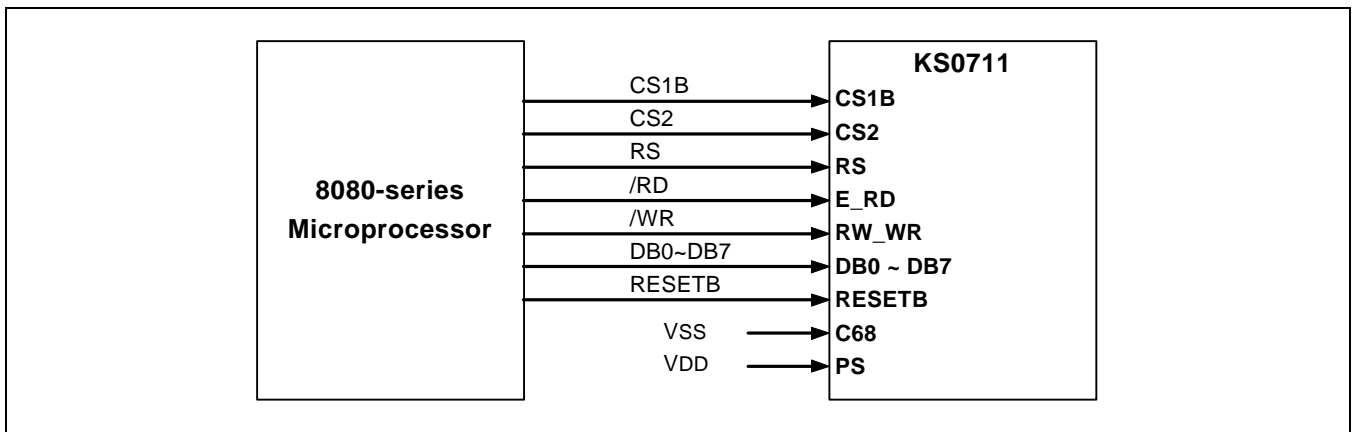 KS0711
CS1B
CS1B
CS2
CS2
RS
RS
/RD
E_RD
/WR
RW_WR
DB0~DB7
DB0 ~ DB7
RESETB
RESETB
VSS
C68
VDD
PS
8080-series
Microprocessor